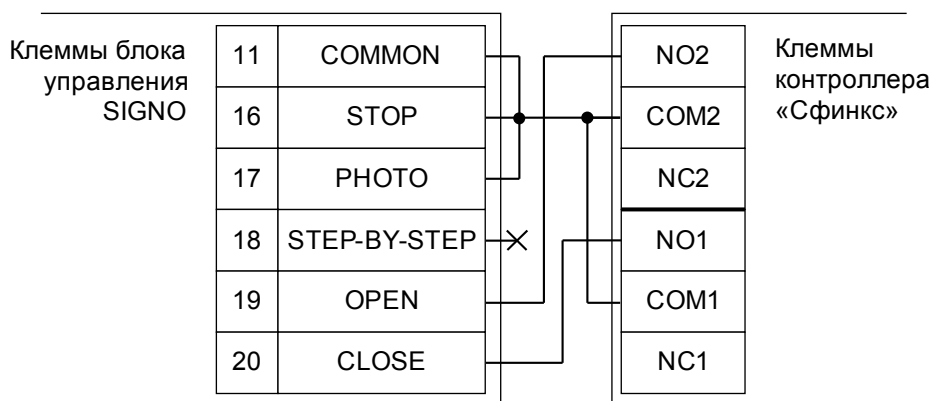 Клеммы блока
управления
SIGNO
11 COMMON
16 STOP
17 PHOTO
18 STEP-BY-STEP
19 OPEN
20 CLOSE
NO2
COM2
NC2
NO1
COM1
NC1
Клеммы
контроллера
«Сфинкс»